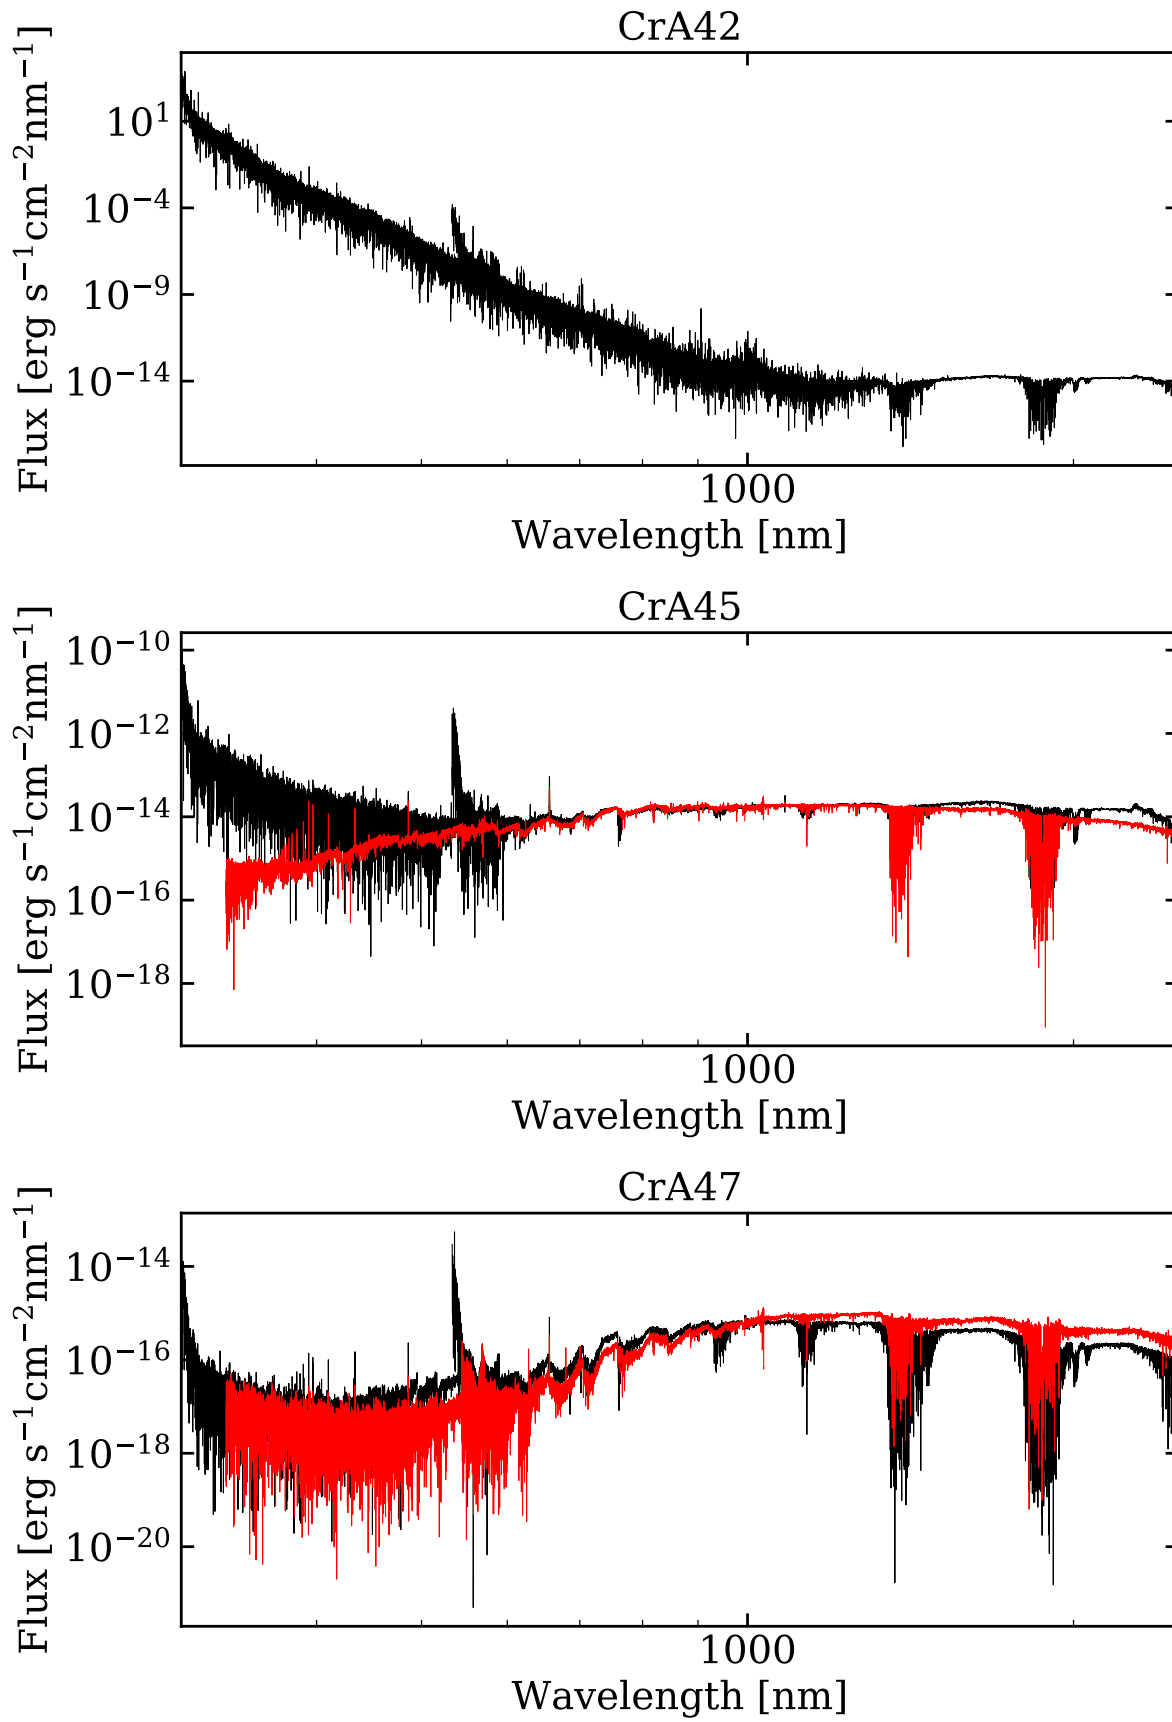 CrA42
Flux [erg s⁻¹cm⁻²nm⁻¹]
10¹
10⁻⁴
10⁻⁹
10⁻¹⁴
1000
Wavelength [nm]
CrA45
Flux [erg s⁻¹cm⁻²nm⁻¹]
10⁻¹⁰
10⁻¹²
10⁻¹⁴
10⁻¹⁶
10⁻¹⁸
1000
Wavelength [nm]
CrA47
Flux [erg s⁻¹cm⁻²nm⁻¹]
10⁻¹⁴
10⁻¹⁶
10⁻¹⁸
10⁻²⁰
1000
Wavelength [nm]